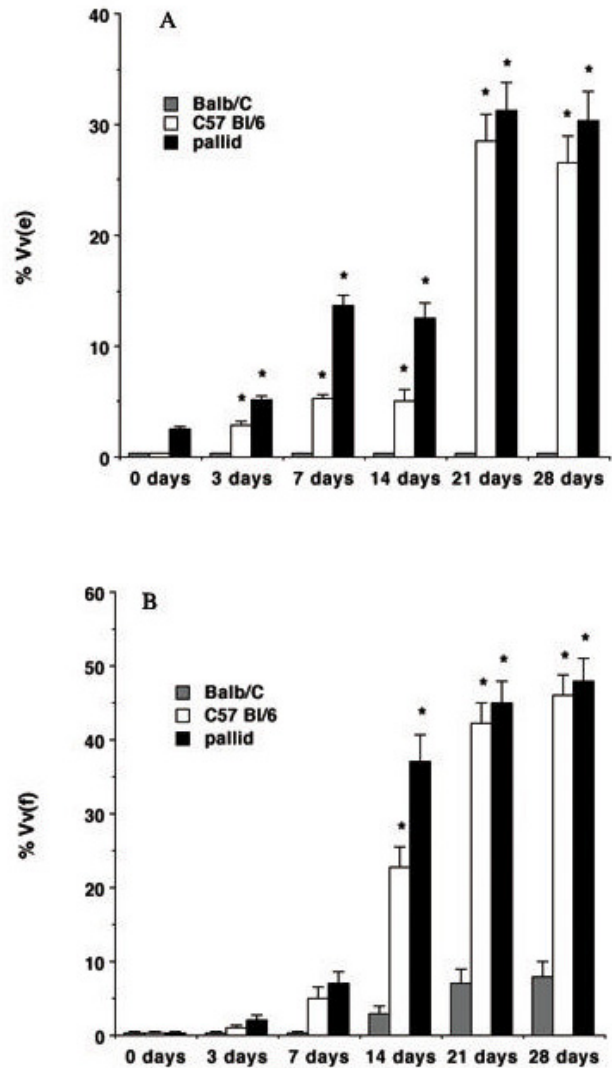 A
40
Balb/C
C57 Bl/6
30
pallid
% Vv(e)
20
10
0
0 days 3 days 7 days 14 days 21 days 28 days
* * * * * * * * * *
B
60
50
Balb/C
C57 Bl/6
40
pallid
% Vv(f)
30
20
10
0
0 days 3 days 7 days 14 days 21 days 28 days
* * * * * *